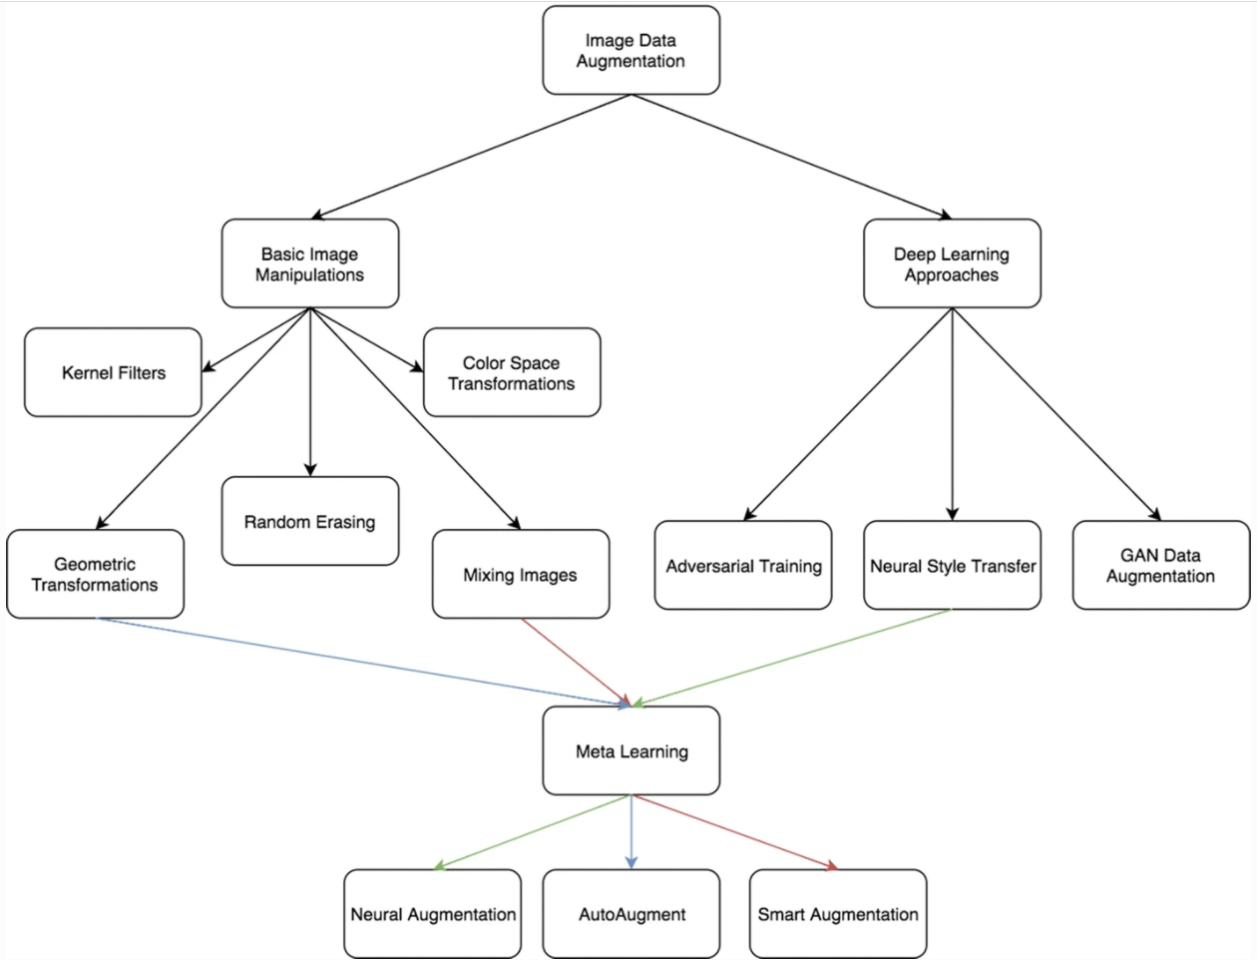 Image Data
Augmentation
Basic Image
Manipulations
Deep Learning
Approaches
Kernel Filters
Color Space
Transformations
Geometric
Transformations
Random Erasing
Mixing Images
Adversarial Training
Neural Style Transfer
GAN Data
Augmentation
Meta Learning
Neural Augmentation
AutoAugment
Smart Augmentation